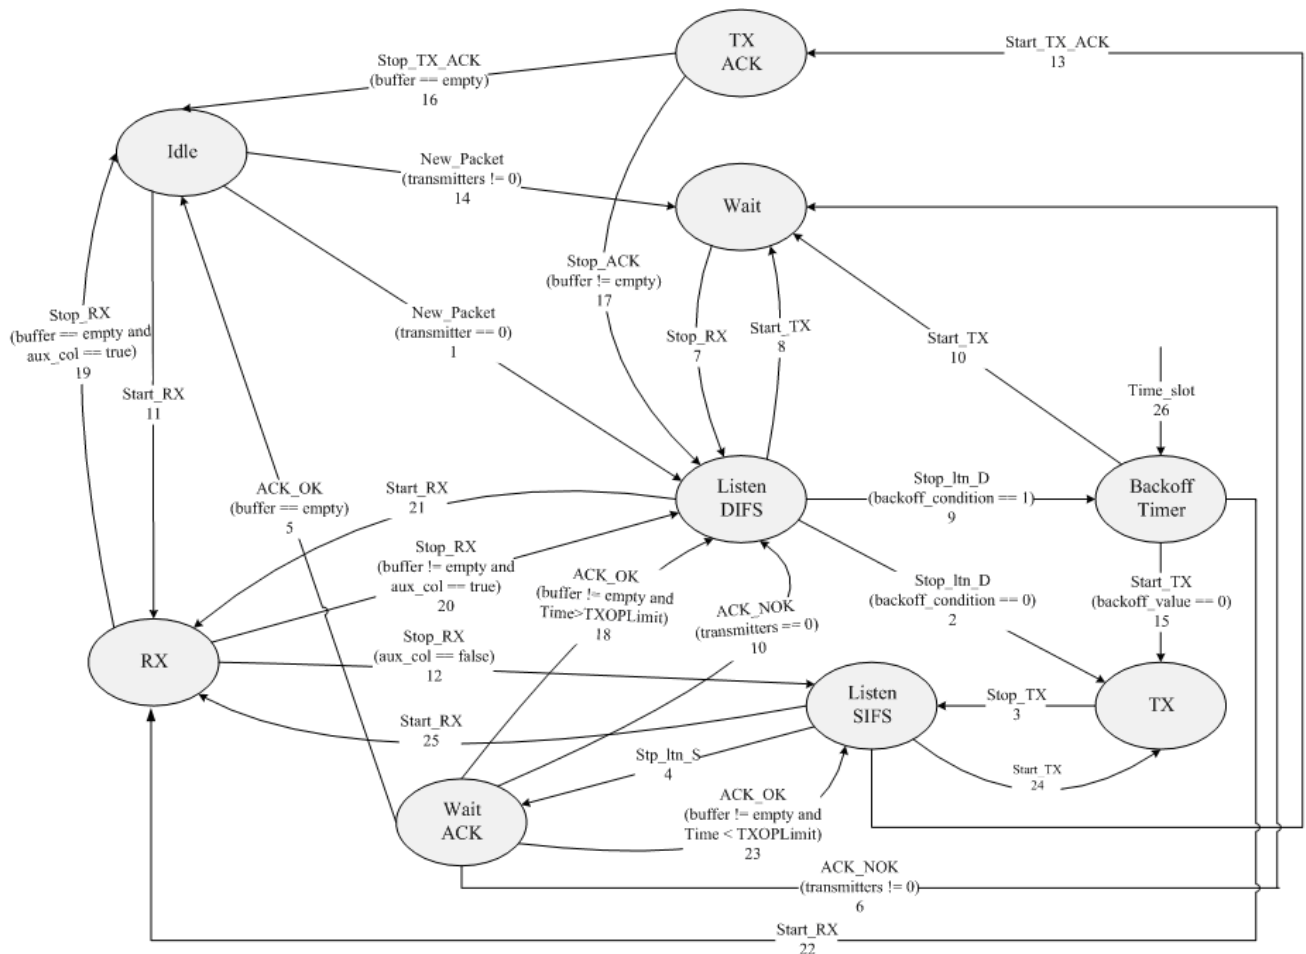 TX
ACK
Start_TX_ACK
13
Stop_TX_ACK
(buffer == empty)
16
Idle
New_Packet
(transmitters != 0)
14
Wait
Stop_ACK
(buffer != empty)
17
Stop_RX
(buffer == empty and
aux_col == true)
19
New_Packet
(transmitter == 0)
1
Stop_RX
7
Start_TX
8
Start_TX
10
Start_RX
11
Time_slot
26
ACK_OK
(buffer == empty)
5
Start_RX
21
Listen
DIFS
Stop_ltn_D
(backoff_condition == 1)
9
Backoff
Timer
Stop_RX
(buffer != empty and
aux_col == true)
20
ACK_OK
(buffer != empty and
Time>TXOPLimit)
18
ACK_NOK
(transmitters == 0)
10
Stop_ltn_D
(backoff_condition == 0)
2
Start_TX
(backoff_value == 0)
15
RX
Stop_RX
(aux_col == false)
12
Listen
SIFS
Stop_TX
3
TX
Start_RX
25
Stp_ltn_S
4
Start_TX
24
Wait
ACK
ACK_OK
(buffer != empty and
Time < TXOPLimit)
23
ACK_NOK
(transmitters != 0)
6
Start_RX
22